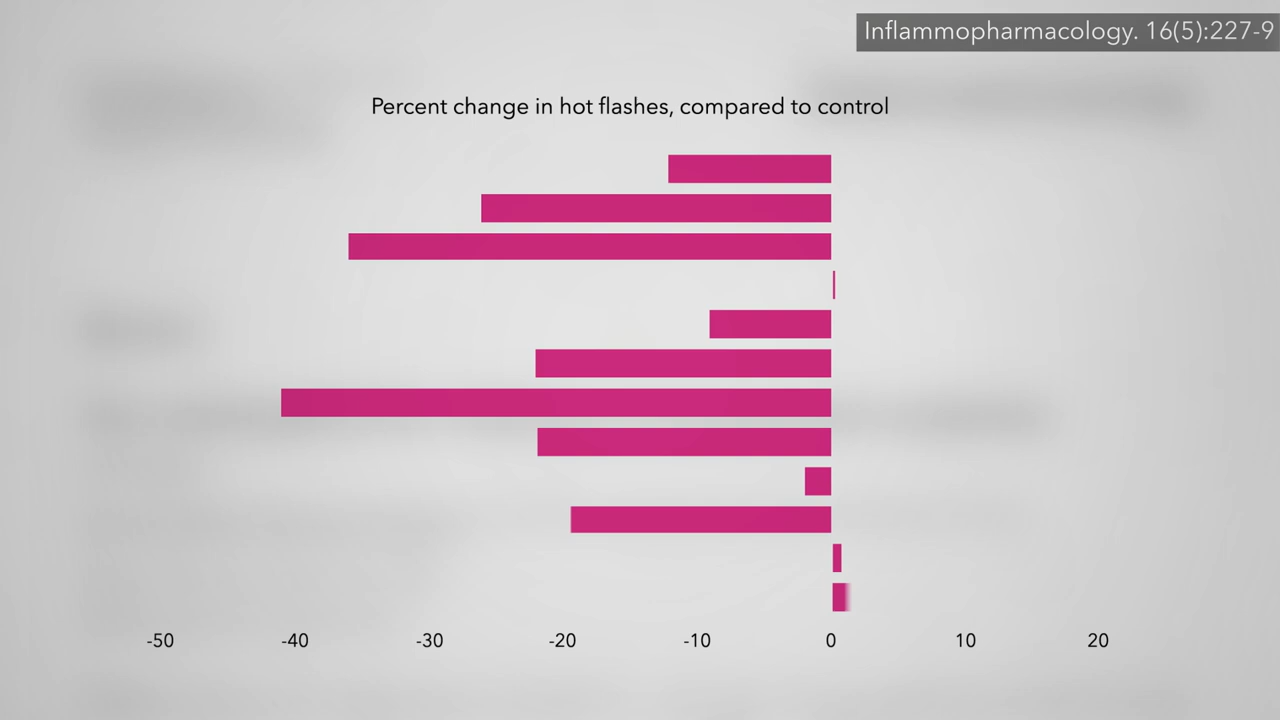 Inflammopharmacology. 16(5):227-9
Percent change in hot flashes, compared to control
-50 -40 -30 -20 -10 0 10 20